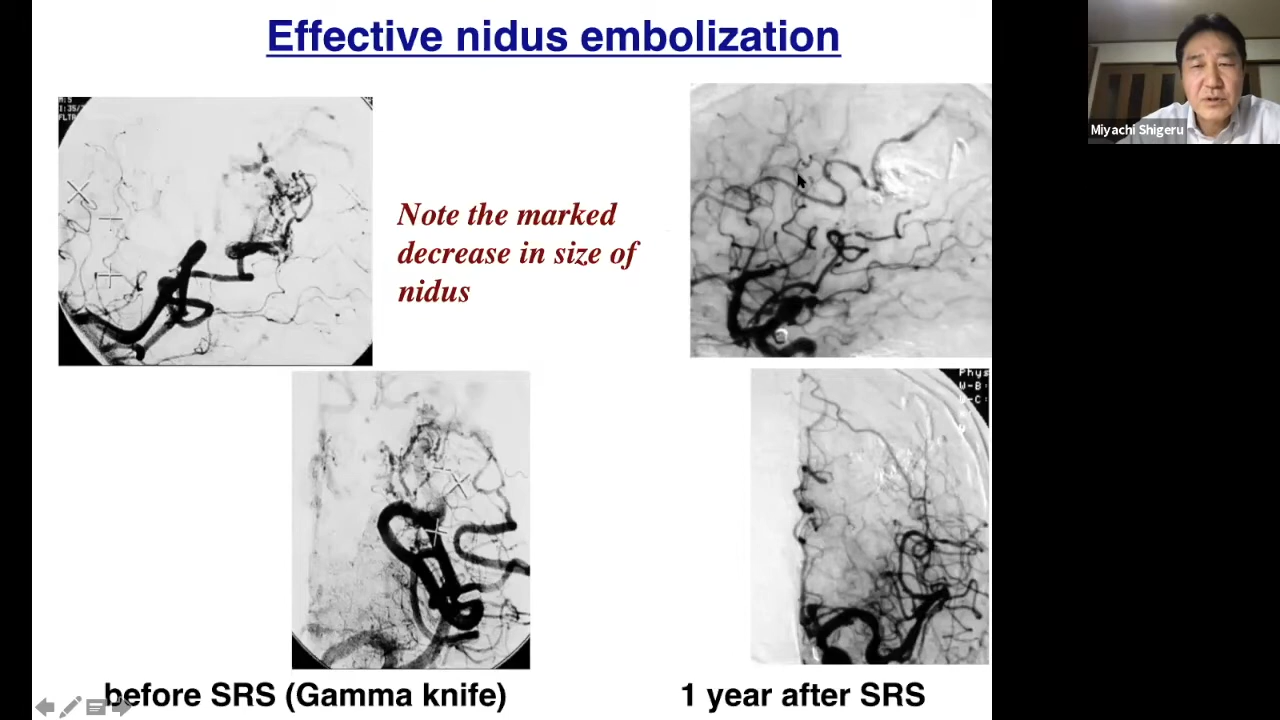 Effective nidus embolization
Miyachi Shigeru
Note the marked
decrease in size of
nidus
Phys
W-B:
W-C:
before SRS (Gamma knife)
1 year after SRS